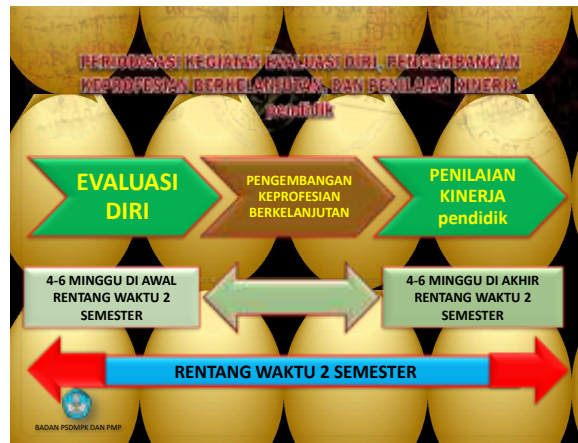 PERIODISASI KEGIATAN EVALUASI DIRI, PENGEMBANGAN
KEPROFESIAN BERKELANJUTAN, DAN PENILAIAN KINERJA
pendidik
EVALUASI
DIRI
PENGEMBANGAN
KEPROFESIAN
BERKELANJUTAN
PENILAIAN
KINERJA
pendidik
4-6 MINGGU DI AWAL
RENTANG WAKTU 2
SEMESTER
4-6 MINGGU DI AKHIR
RENTANG WAKTU 2
SEMESTER
RENTANG WAKTU 2 SEMESTER
BADAN PSDMPK DAN PMP